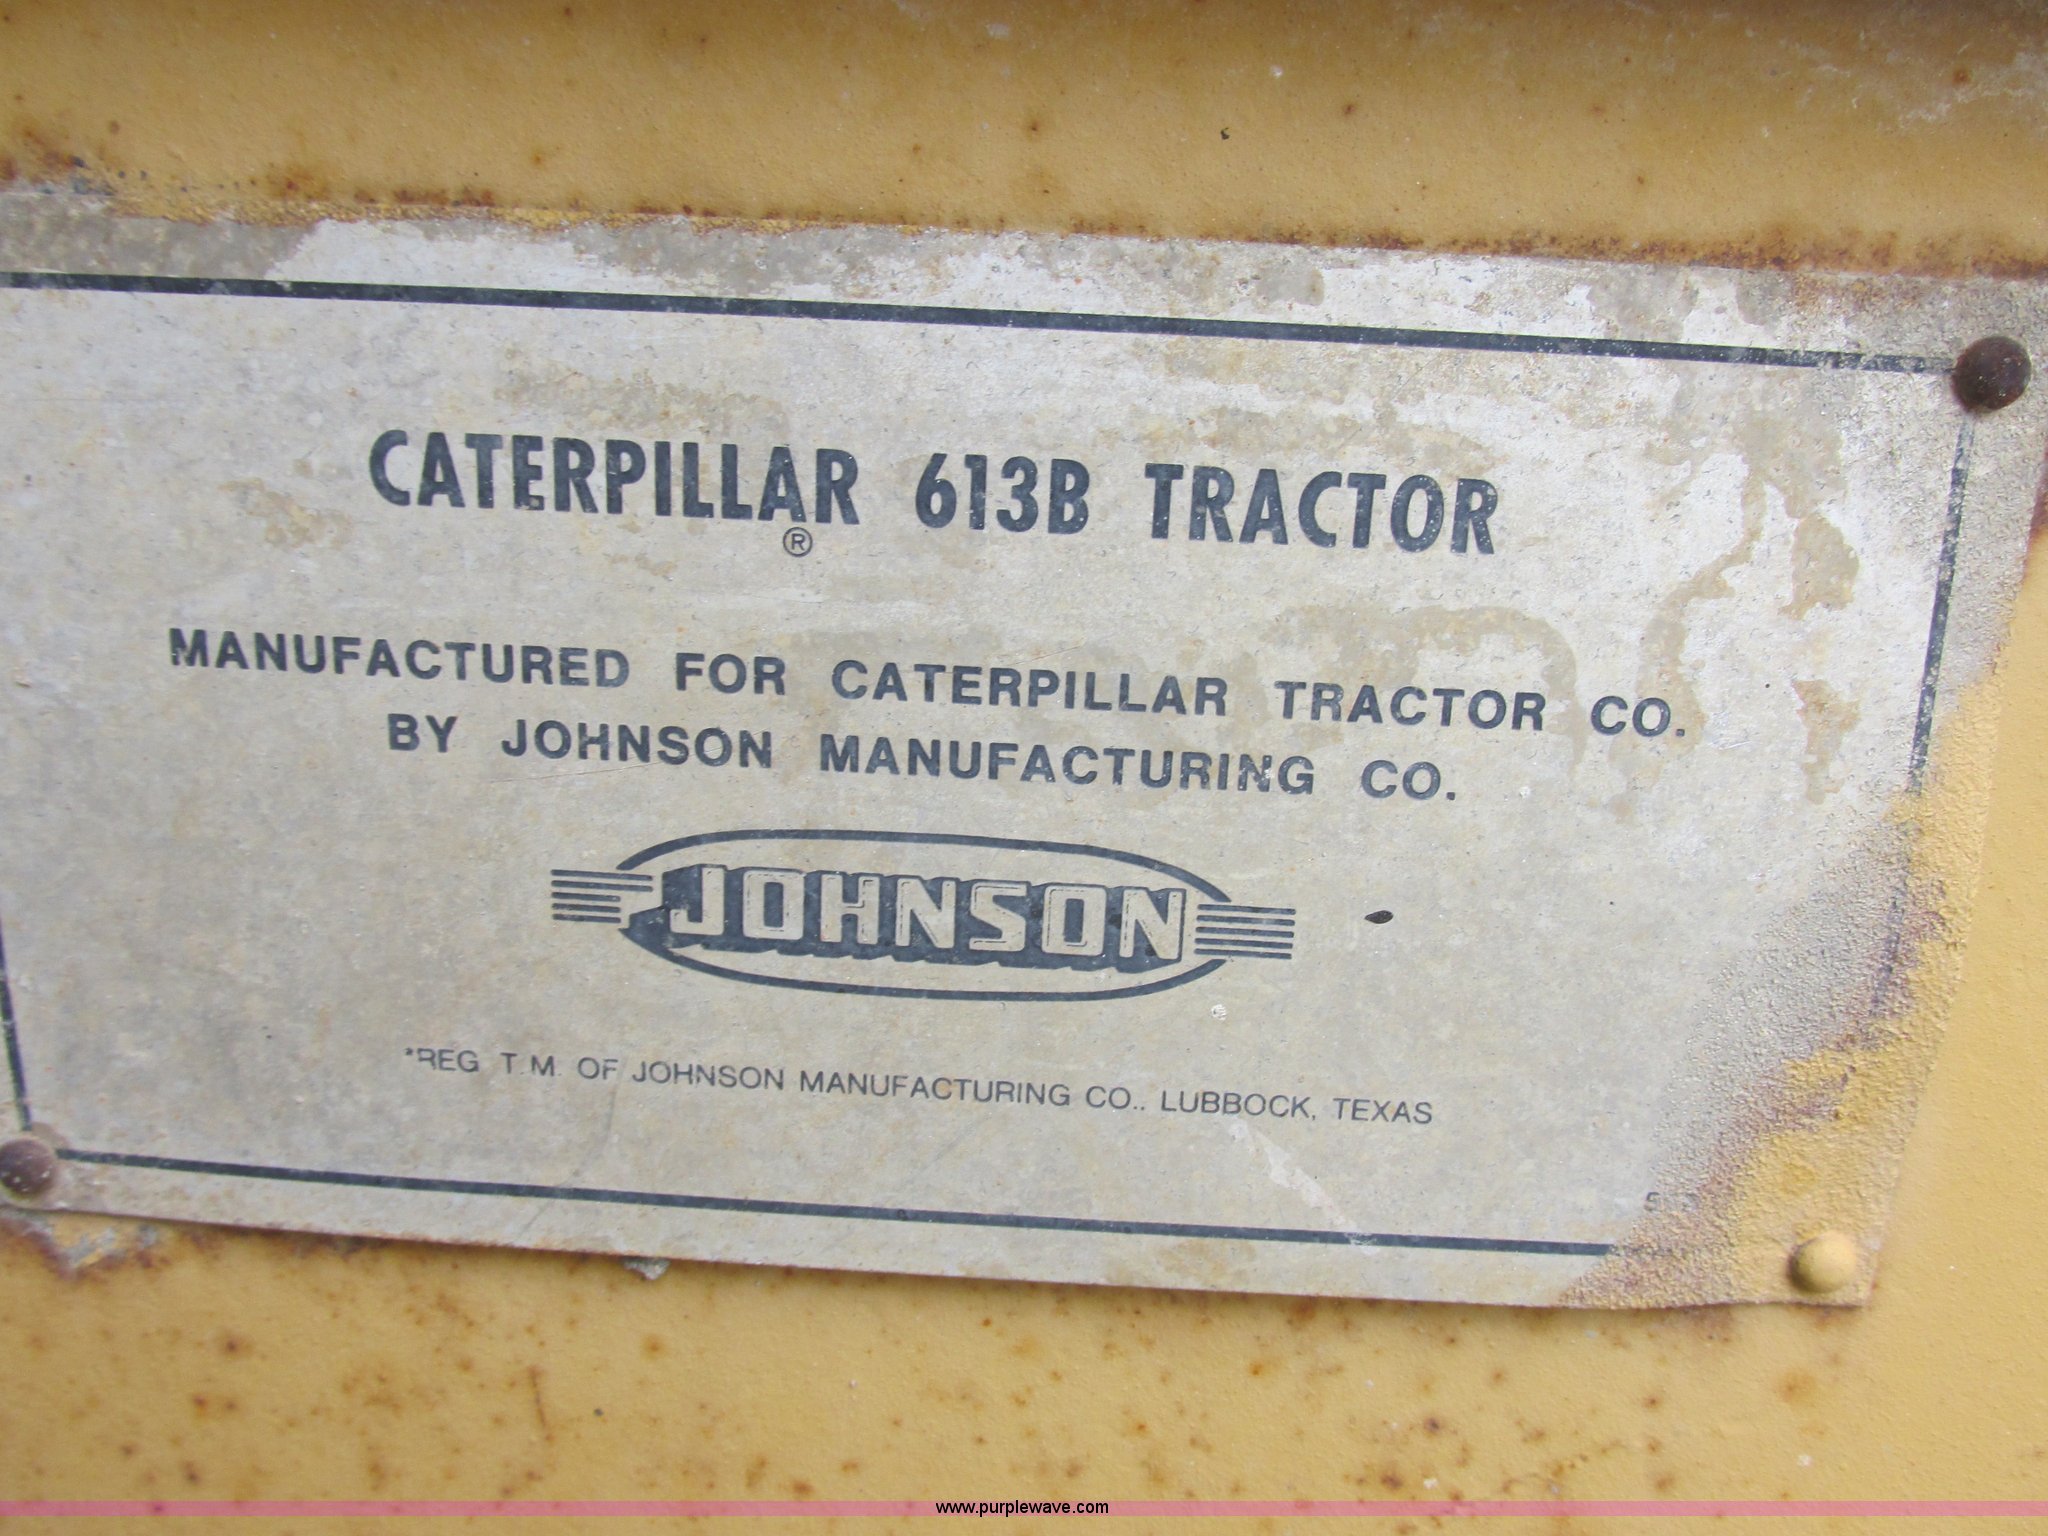 CATERPILLAR® 613B TRACTOR
MANUFACTURED FOR CATERPILLAR TRACTOR CO.
BY JOHNSON MANUFACTURING CO.
JOHNSON
*REG T.M. OF JOHNSON MANUFACTURING CO., LUBBOCK, TEXAS
www.purplewave.com